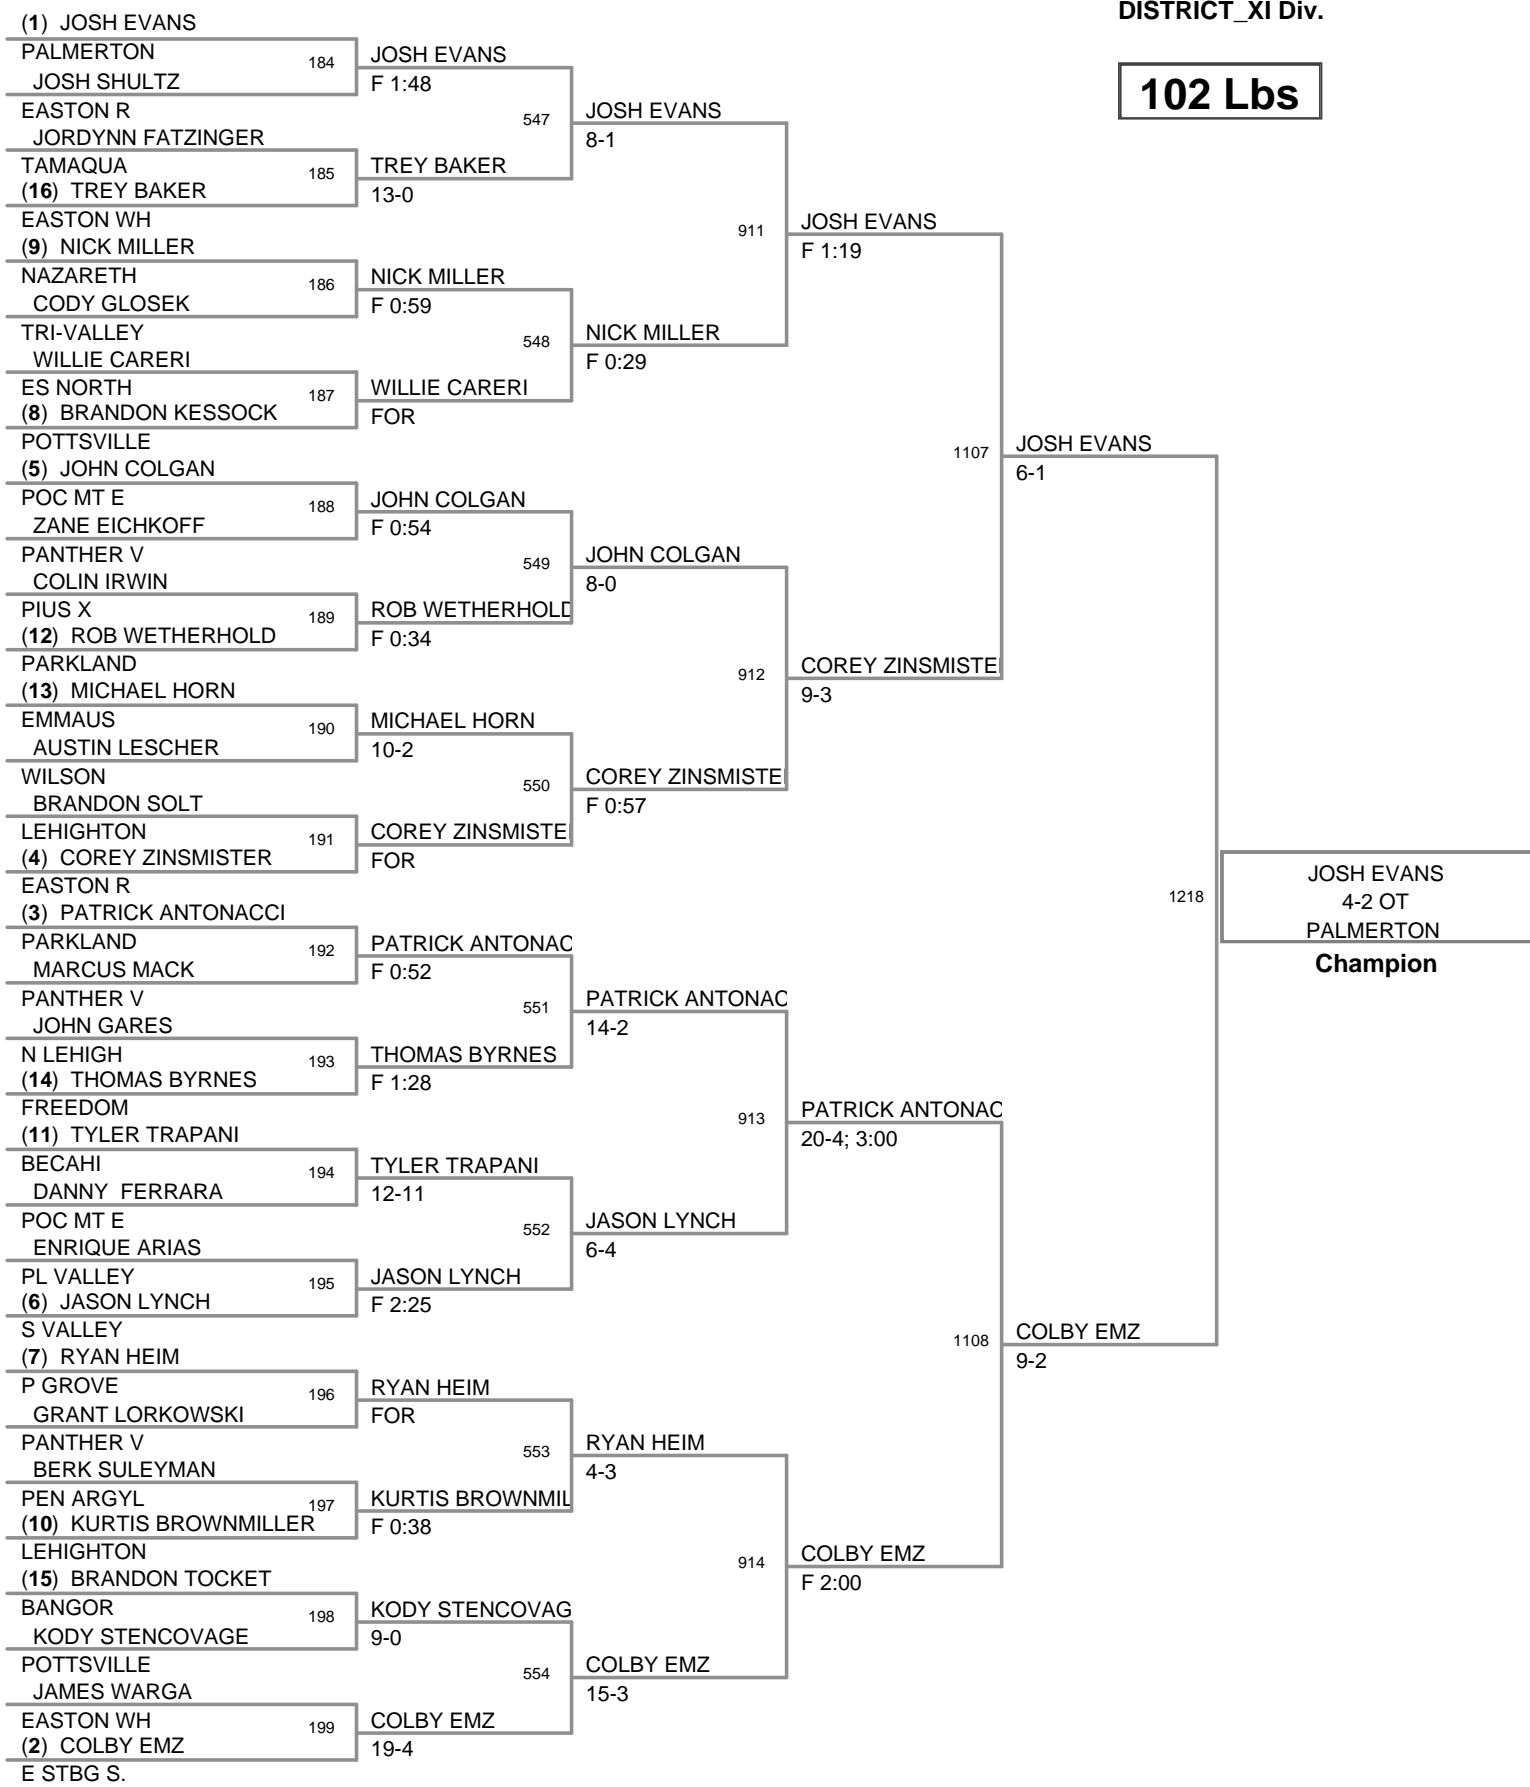 DISTRICT_XI Div.
102 Lbs
(1) JOSH EVANS
PALMERTON
184
JOSH SHULTZ
EASTON R
JORDYNN FATZINGER
TAMAQUA
185
(16) TREY BAKER
EASTON WH
(9) NICK MILLER
NAZARETH
186
CODY GLOSEK
TRI-VALLEY
WILLIE CARERI
ES NORTH
187
(8) BRANDON KESSOCK
POTTSVILLE
(5) JOHN COLGAN
POC MT E
188
ZANE EICHKOFF
PANTHER V
COLIN IRWIN
PIUS X
189
(12) ROB WETHERHOLD
PARKLAND
(13) MICHAEL HORN
EMMAUS
190
AUSTIN LESCHER
WILSON
BRANDON SOLT
LEHIGHTON
191
(4) COREY ZINSMISTER
EASTON R
(3) PATRICK ANTONACCI
PARKLAND
192
MARCUS MACK
PANTHER V
JOHN GARES
N LEHIGH
193
(14) THOMAS BYRNES
FREEDOM
(11) TYLER TRAPANI
BECAHI
194
DANNY  FERRARA
POC MT E
ENRIQUE ARIAS
PL VALLEY
195
(6) JASON LYNCH
S VALLEY
(7) RYAN HEIM
P GROVE
196
GRANT LORKOWSKI
PANTHER V
BERK SULEYMAN
PEN ARGYL
197
(10) KURTIS BROWNMILLER
LEHIGHTON
(15) BRANDON TOCKET
BANGOR
198
KODY STENCOVAGE
POTTSVILLE
JAMES WARGA
EASTON WH
199
(2) COLBY EMZ
E STBG S.
JOSH EVANS
F 1:48
547
TREY BAKER
13-0
NICK MILLER
F 0:59
548
WILLIE CARERI
FOR
JOHN COLGAN
F 0:54
549
ROB WETHERHOLD
F 0:34
MICHAEL HORN
10-2
550
COREY ZINSMISTE
FOR
PATRICK ANTONAC
F 0:52
551
THOMAS BYRNES
F 1:28
TYLER TRAPANI
12-11
552
JASON LYNCH
F 2:25
RYAN HEIM
FOR
553
KURTIS BROWNMIL
F 0:38
KODY STENCOVAG
9-0
554
COLBY EMZ
19-4
JOSH EVANS
8-1
911
NICK MILLER
F 0:29
JOHN COLGAN
8-0
912
COREY ZINSMISTE
F 0:57
PATRICK ANTONAC
14-2
913
JASON LYNCH
6-4
RYAN HEIM
4-3
914
COLBY EMZ
15-3
JOSH EVANS
F 1:19
1107
COREY ZINSMISTE
9-3
PATRICK ANTONAC
20-4; 3:00
1108
COLBY EMZ
F 2:00
JOSH EVANS
6-1
1218
COLBY EMZ
9-2
JOSH EVANS
4-2 OT
PALMERTON
Champion